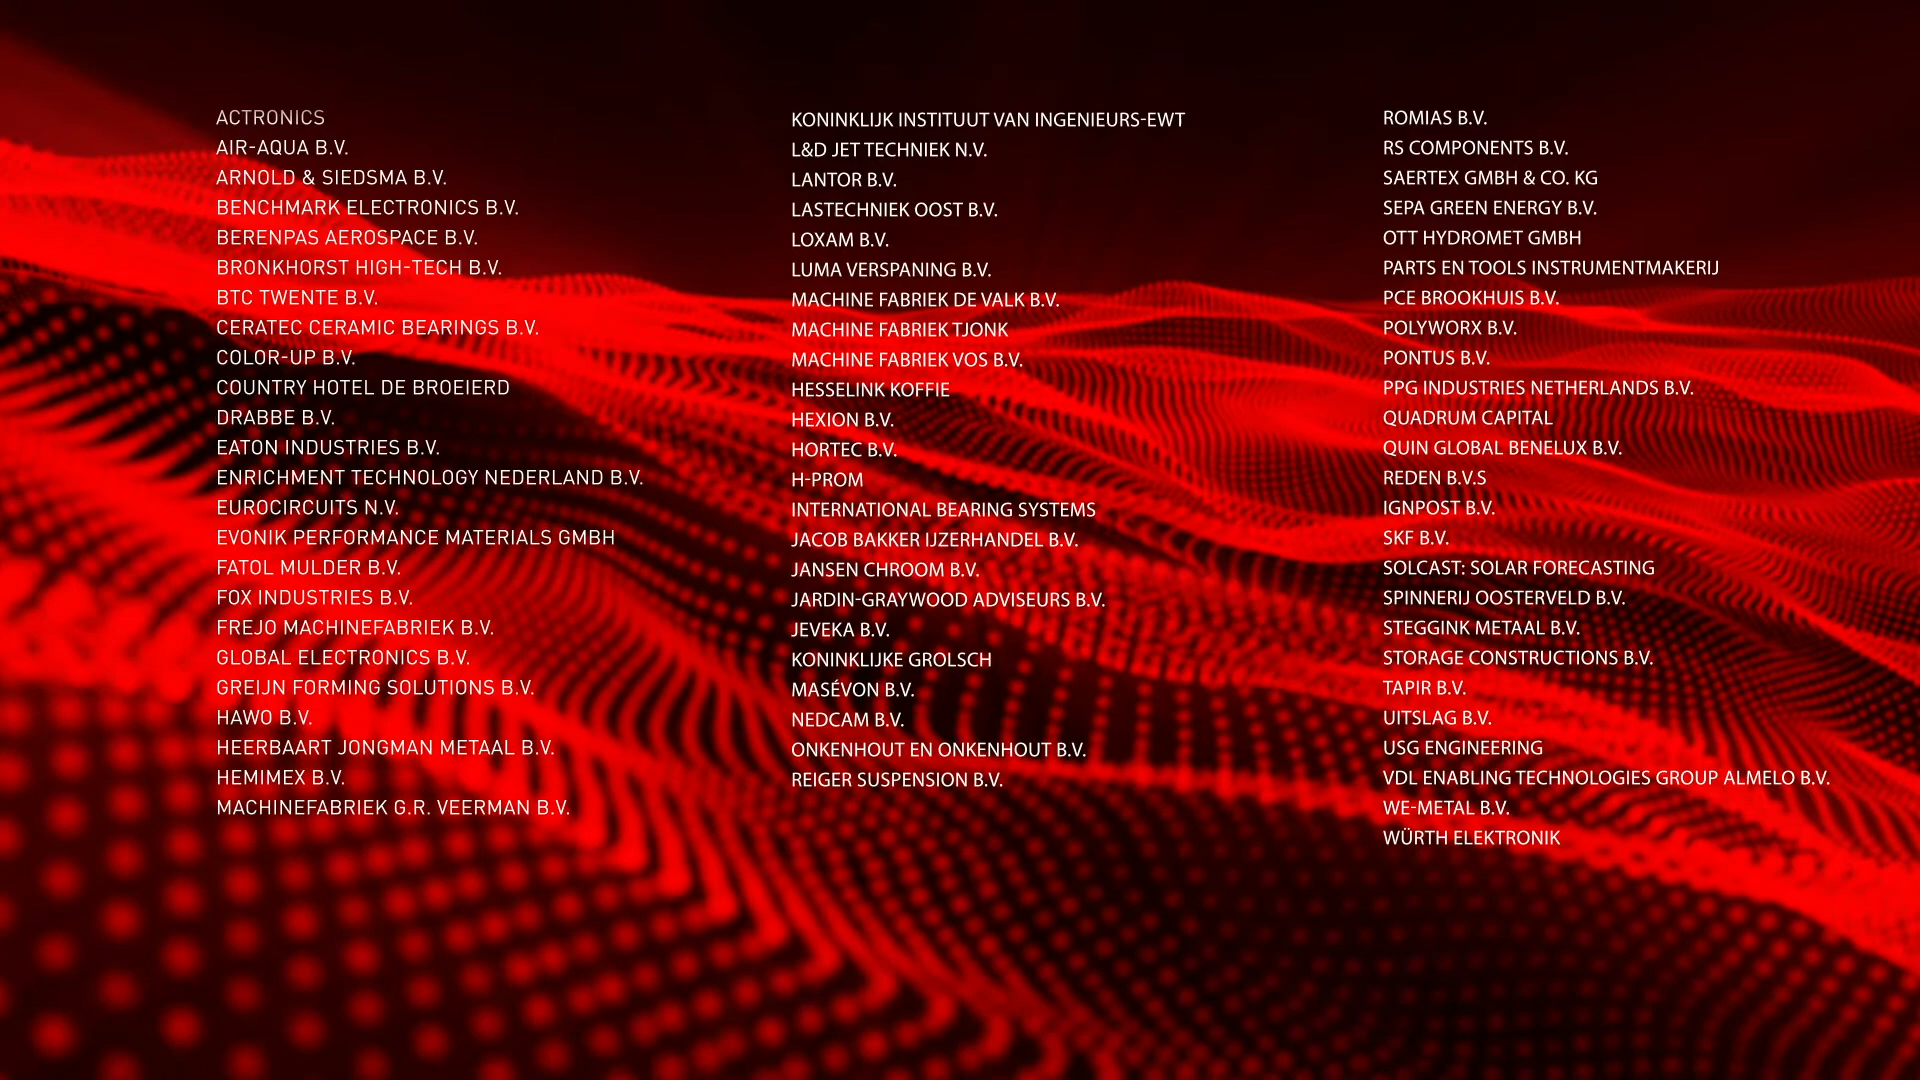 ACTRONICS
AIR-AQUA B.V.
ARNOLD & SIEDSMA B.V.
BENCHMARK ELECTRONICS B.V.
BERENPAS AEROSPACE B.V.
BRONKHORST HIGH-TECH B.V.
BTC TWENTE B.V.
CERATEC CERAMIC BEARINGS B.V.
COLOR-UP B.V.
COUNTRY HOTEL DE BROEIERD
DRABBE B.V.
EATON INDUSTRIES B.V.
ENRICHMENT TECHNOLOGY NEDERLAND B.V.
EUROCIRCUITS N.V.
EVONIK PERFORMANCE MATERIALS GMBH
FATOL MULDER B.V.
FOX INDUSTRIES B.V.
FREJO MACHINEFABRIEK B.V.
GLOBAL ELECTRONICS B.V.
GREIJN FORMING SOLUTIONS B.V.
HAWO B.V.
HEERBAART JONGMAN METAAL B.V.
HEMIMEX B.V.
MACHINEFABRIEK G.R. VEERMAN B.V.
KONINKLIJK INSTITUUT VAN INGENIEURS-EWT
L&D JET TECHNIEK N.V.
LANTOR B.V.
LASTECHNIEK OOST B.V.
LOXAM B.V.
LUMA VERSPANING B.V.
MACHINE FABRIEK DE VALK B.V.
MACHINE FABRIEK TJONK
MACHINE FABRIEK VOS B.V.
HESSELINK KOFFIE
HEXION B.V.
HORTEC B.V.
H-PROM
INTERNATIONAL BEARING SYSTEMS
JACOB BAKKER IJZERHANDEL B.V.
JANSEN CHROOM B.V.
JARDIN-GRAYWOOD ADVISEURS B.V.
JEVEKA B.V.
KONINKLIJKE GROLSCH
MASÉVON B.V.
NEDCAM B.V.
ONKENHOUT EN ONKENHOUT B.V.
REIGER SUSPENSION B.V.
ROMIAS B.V.
RS COMPONENTS B.V.
SAERTEX GMBH & CO. KG
SEPA GREEN ENERGY B.V.
OTT HYDROMET GMBH
PARTS EN TOOLS INSTRUMENTMAKERIJ
PCE BROOKHUIS B.V.
POLYWORX B.V.
PONTUS B.V.
PPG INDUSTRIES NETHERLANDS B.V.
QUADRUM CAPITAL
QUIN GLOBAL BENELUX B.V.
REDEN B.V.S
IGNPOST B.V.
SKF B.V.
SOLCAST: SOLAR FORECASTING
SPINNERIJ OOSTERVELD B.V.
STEGGINK METAAL B.V.
STORAGE CONSTRUCTIONS B.V.
TAPIR B.V.
UITSLAG B.V.
USG ENGINEERING
VDL ENABLING TECHNOLOGIES GROUP ALMELO B.V.
WE-METAL B.V.
WÜRTH ELEKTRONIK